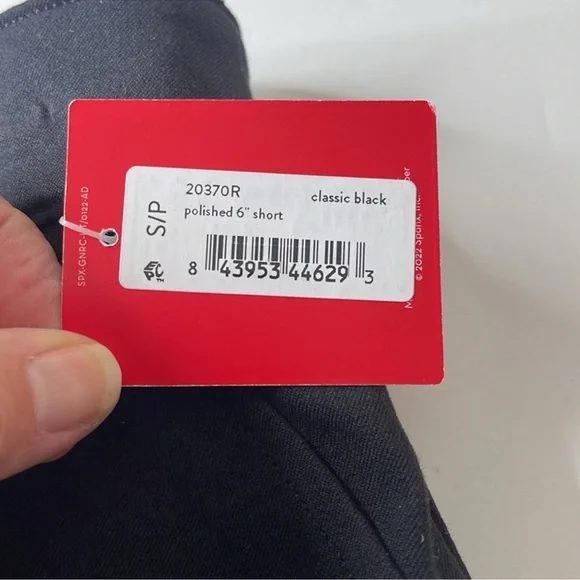 20370R
classic black
polished 6" short
S/P
8 43953 44629 3
© 2022 Spanx, Inc.